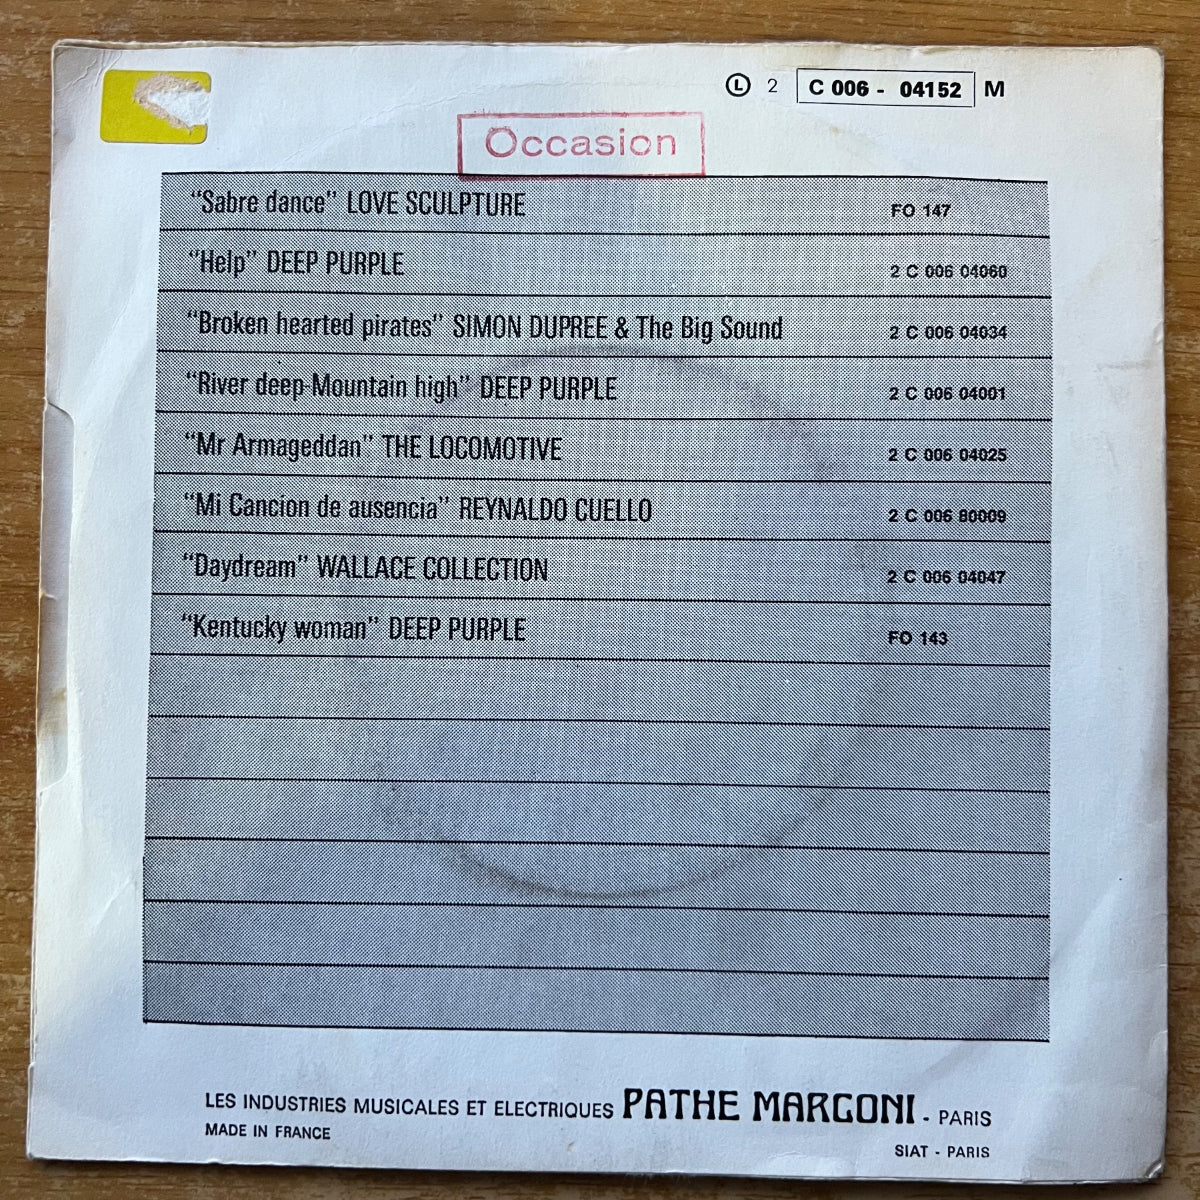 Ⓛ 2 C 006 - 04152 M
Occasion
“Sabre dance” LOVE SCULPTURE FO 147
“Help” DEEP PURPLE 2 C 006 04060
“Broken hearted pirates” SIMON DUPREE & The Big Sound 2 C 006 04034
“River deep-Mountain high” DEEP PURPLE 2 C 006 04001
“Mr Armageddan” THE LOCOMOTIVE 2 C 006 04025
“Mi Cancion de ausencia” REYNALDO CUELLO 2 C 006 80009
“Daydream” WALLACE COLLECTION 2 C 006 04047
“Kentucky woman” DEEP PURPLE FO 143
LES INDUSTRIES MUSICALES ET ELECTRIQUES PATHE MARCONI - PARIS
MADE IN FRANCE
SIAT - PARIS